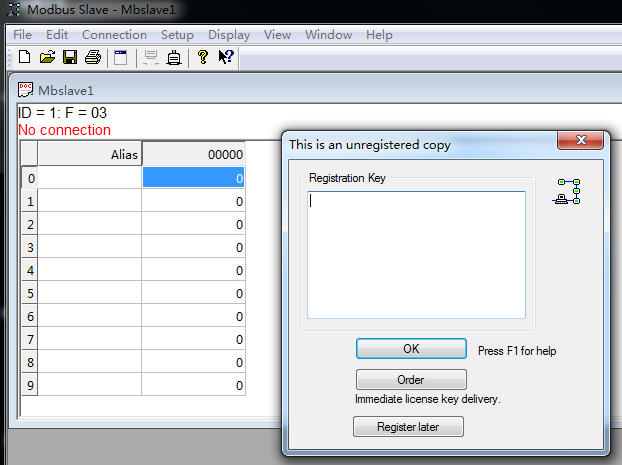 Modbus Slave - Mbslave1
File Edit Connection Setup Display View Window Help
Mbslave1
ID = 1: F = 03
No connection
Alias 00000
0 0
1 0
2 0
3 0
4 0
5 0
6 0
7 0
8 0
9 0
This is an unregistered copy
Registration Key
OK Press F1 for help
Order
Immediate license key delivery.
Register later